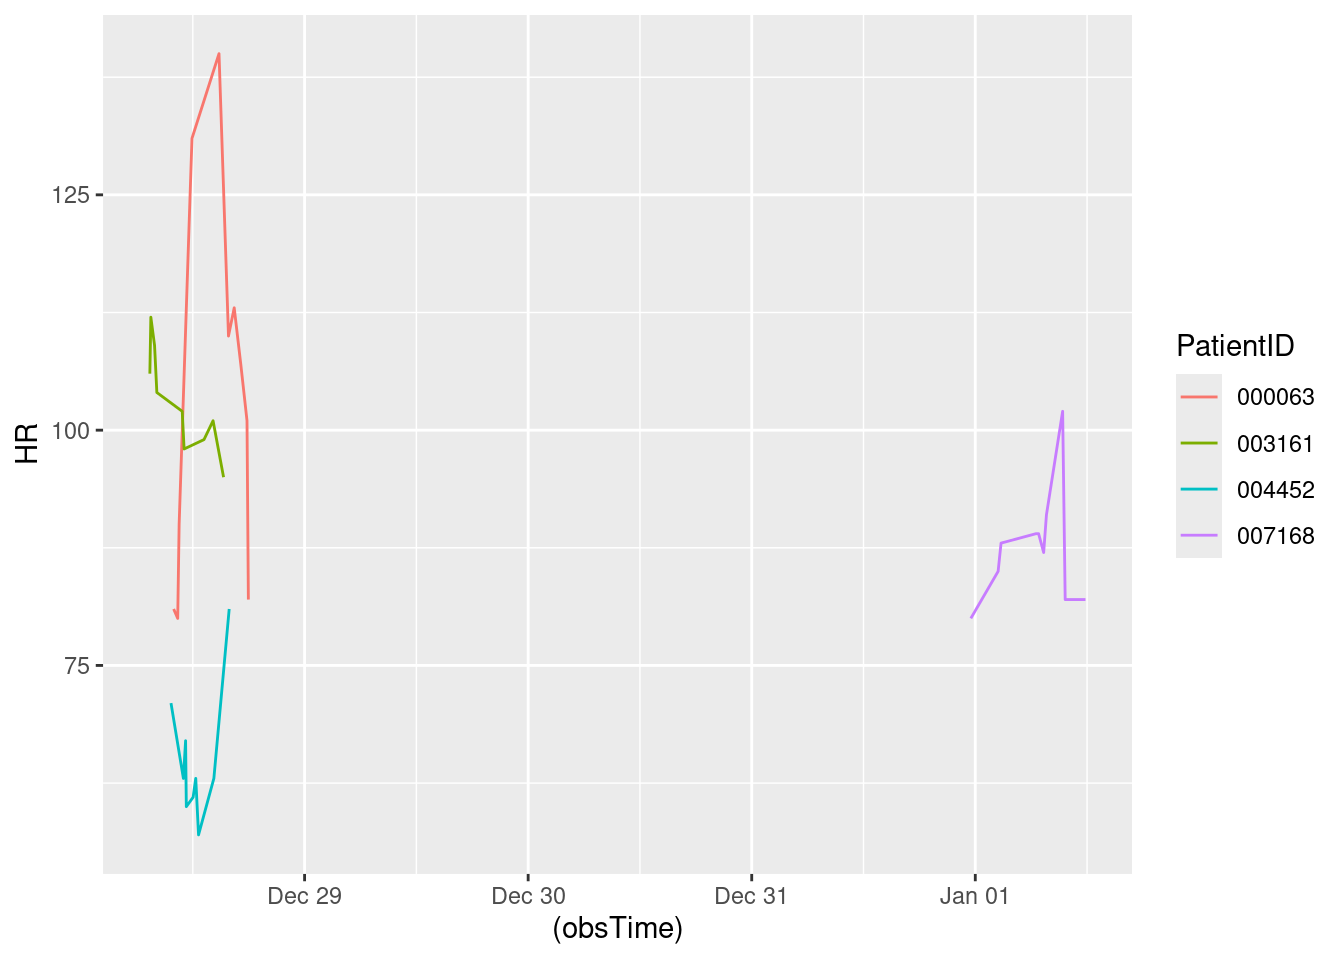 125
100
75
HR
Dec 29
Dec 30
Dec 31
Jan 01
(obsTime)
PatientID
000063
003161
004452
007168